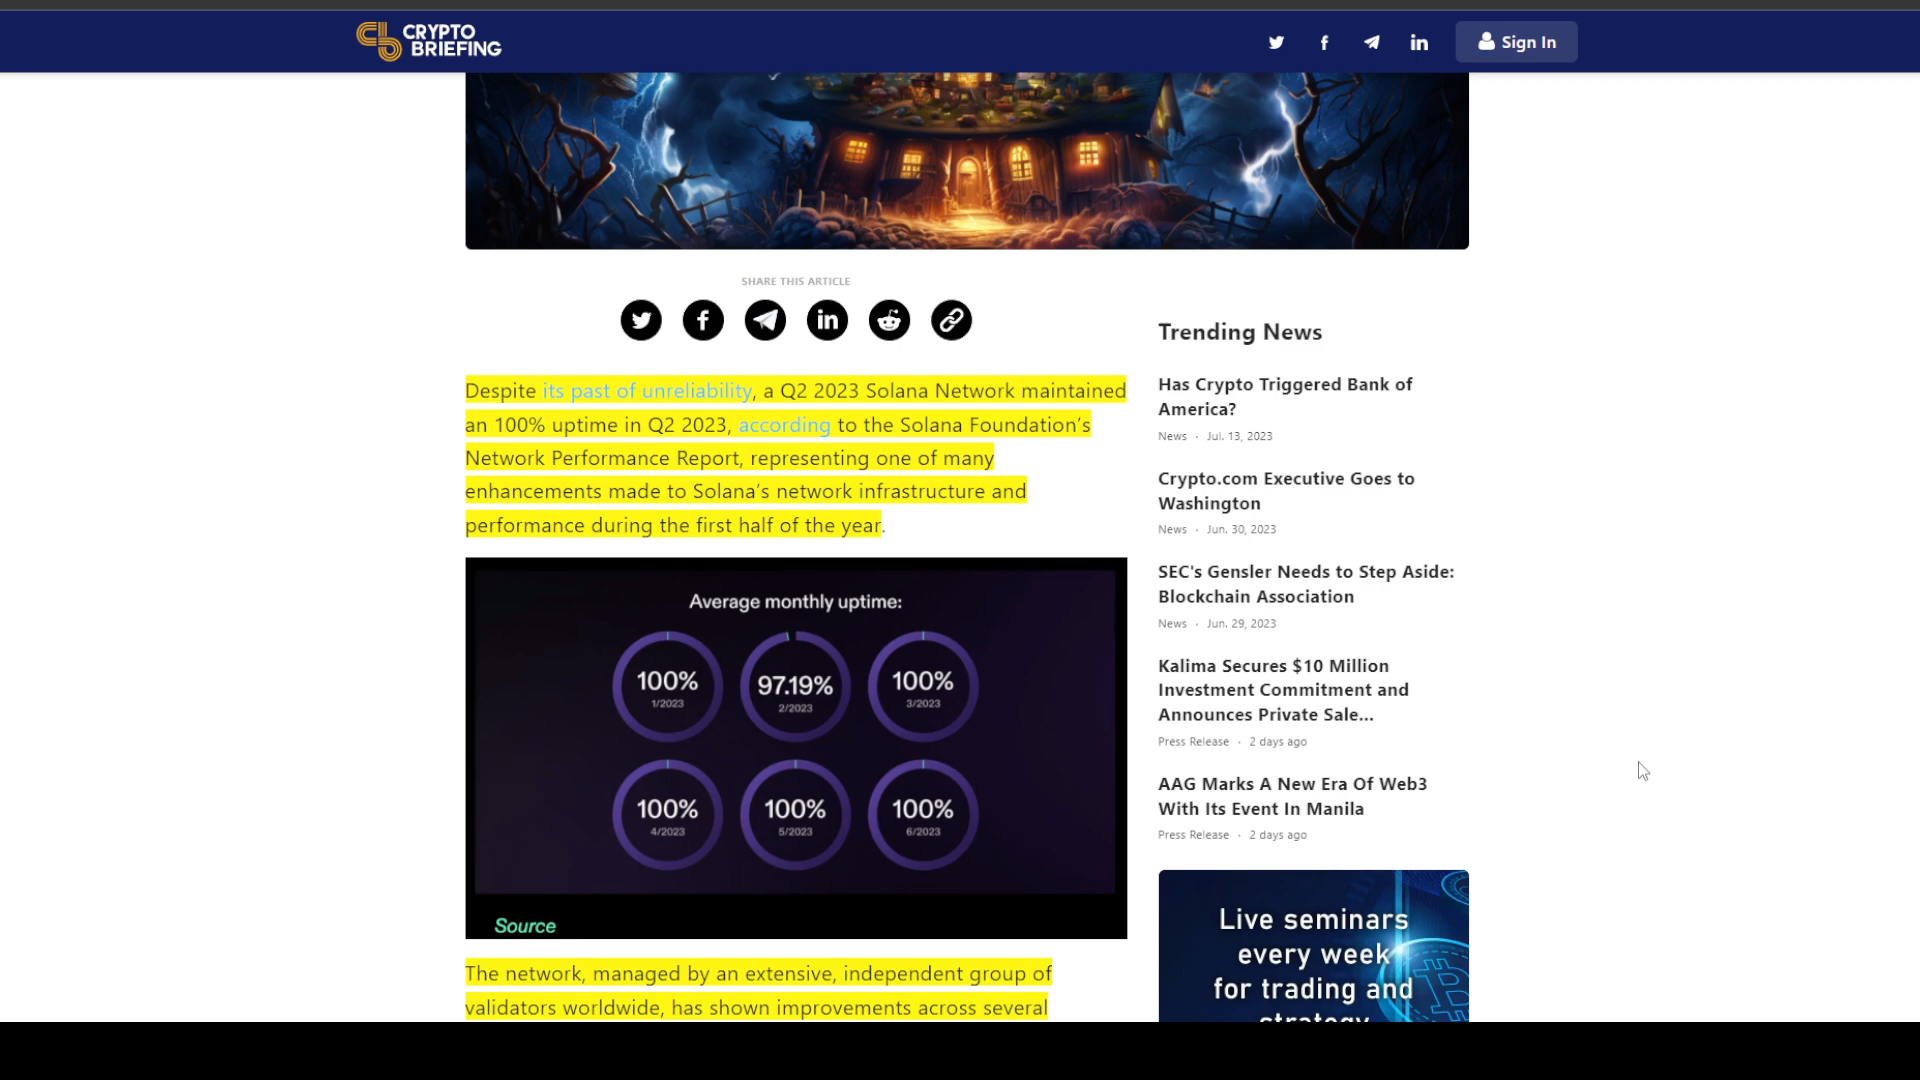 CRYPTO
BRIEFING
Sign In
SHARE THIS ARTICLE
Despite its past of unreliability, a Q2 2023 Solana Network maintained
an 100% uptime in Q2 2023, according to the Solana Foundation’s
Network Performance Report, representing one of many
enhancements made to Solana’s network infrastructure and
performance during the first half of the year.
Average monthly uptime:
100%
1/2023
97.19%
2/2023
100%
3/2023
100%
4/2023
100%
5/2023
100%
6/2023
Source
The network, managed by an extensive, independent group of
validators worldwide, has shown improvements across several
Trending News
Has Crypto Triggered Bank of
America?
News · Jul. 13, 2023
Crypto.com Executive Goes to
Washington
News · Jun. 30, 2023
SEC's Gensler Needs to Step Aside:
Blockchain Association
News · Jun. 29, 2023
Kalima Secures $10 Million
Investment Commitment and
Announces Private Sale...
Press Release · 2 days ago
AAG Marks A New Era Of Web3
With Its Event In Manila
Press Release · 2 days ago
Live seminars
every week
for trading and
strategy